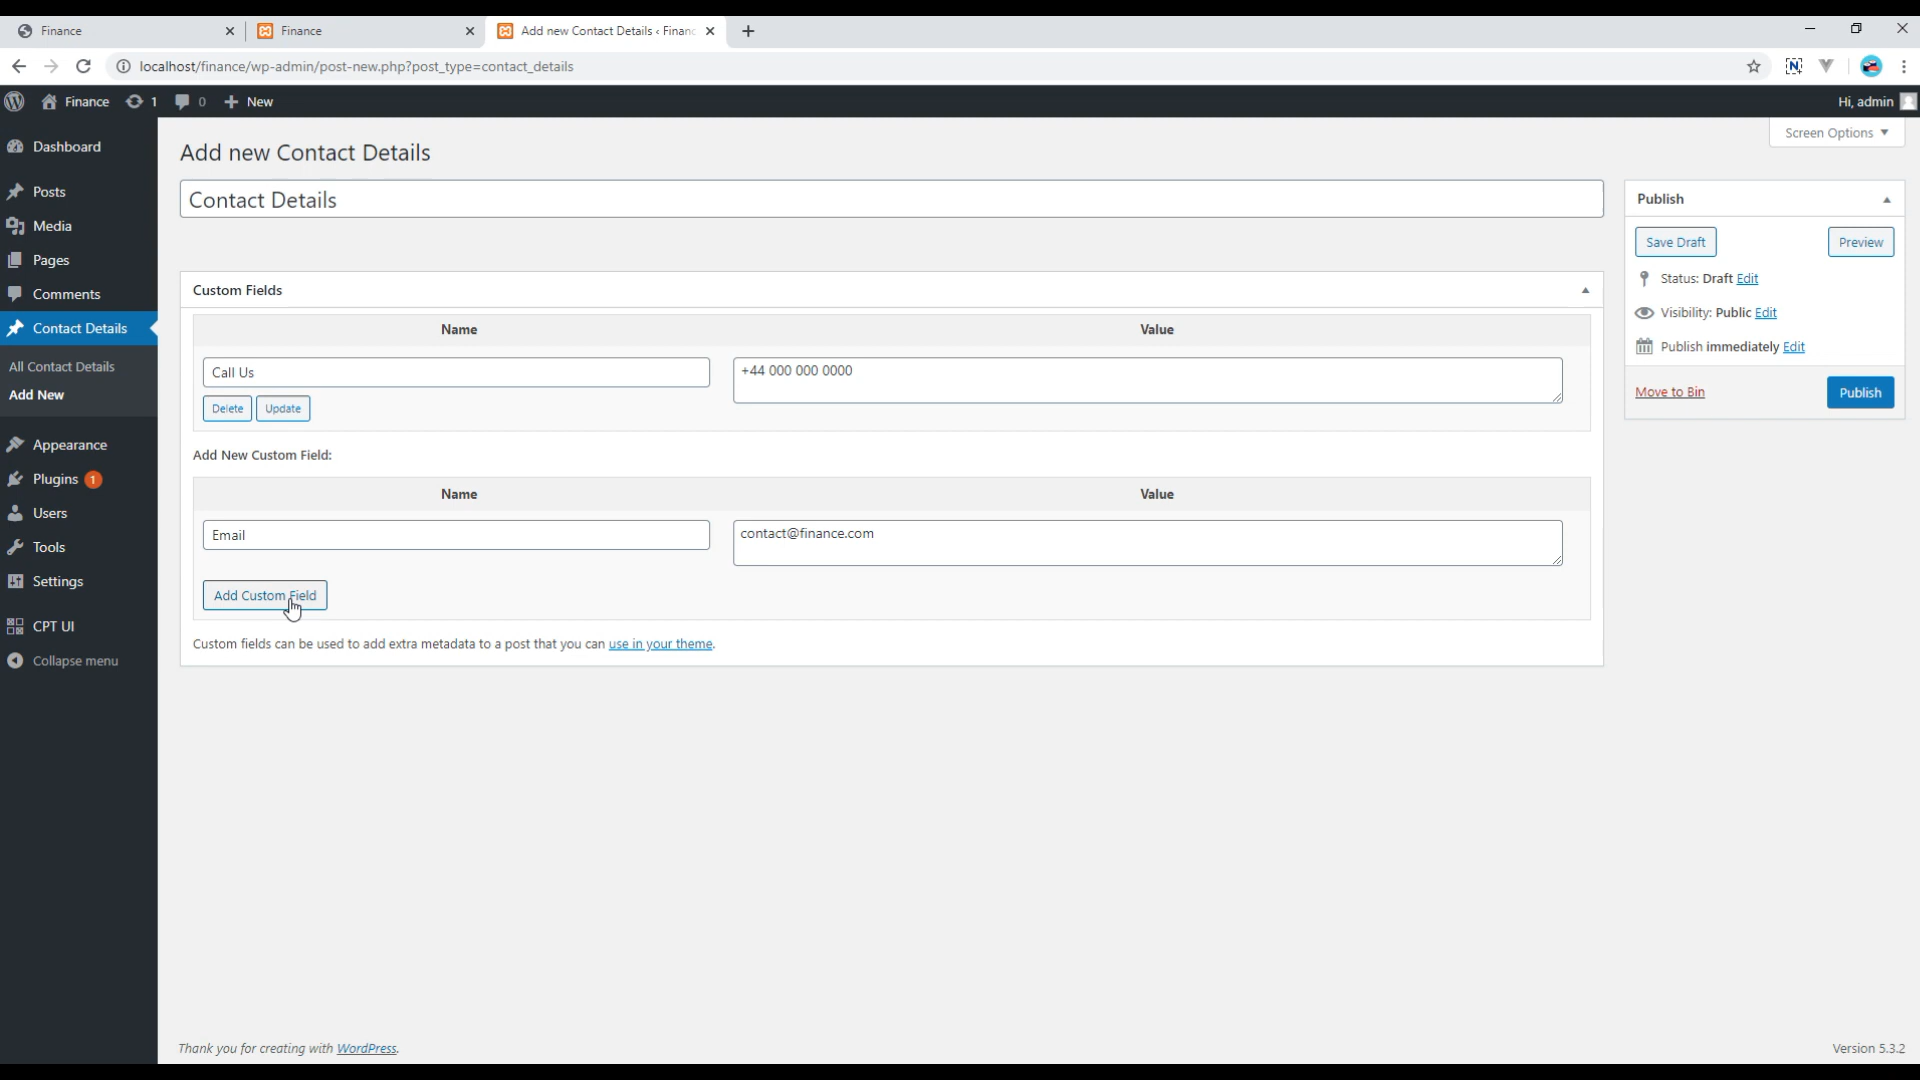 Finance
Finance
Add new Contact Details ‹ Financ
localhost/finance/wp-admin/post-new.php?post_type=contact_details
Finance 1 0 New
Hi, admin
Screen Options
Dashboard
Posts
Media
Pages
Comments
Contact Details
All Contact Details
Add New
Appearance
Plugins 1
Users
Tools
Settings
CPT UI
Collapse menu
Add new Contact Details
Contact Details
Custom Fields
Name Value
Call Us +44 000 000 0000
Delete Update
Add New Custom Field:
Name Value
Email contact@finance.com
Add Custom Field
Custom fields can be used to add extra metadata to a post that you can use in your theme.
Publish
Save Draft Preview
Status: Draft Edit
Visibility: Public Edit
Publish immediately Edit
Move to Bin Publish
Thank you for creating with WordPress.
Version 5.3.2